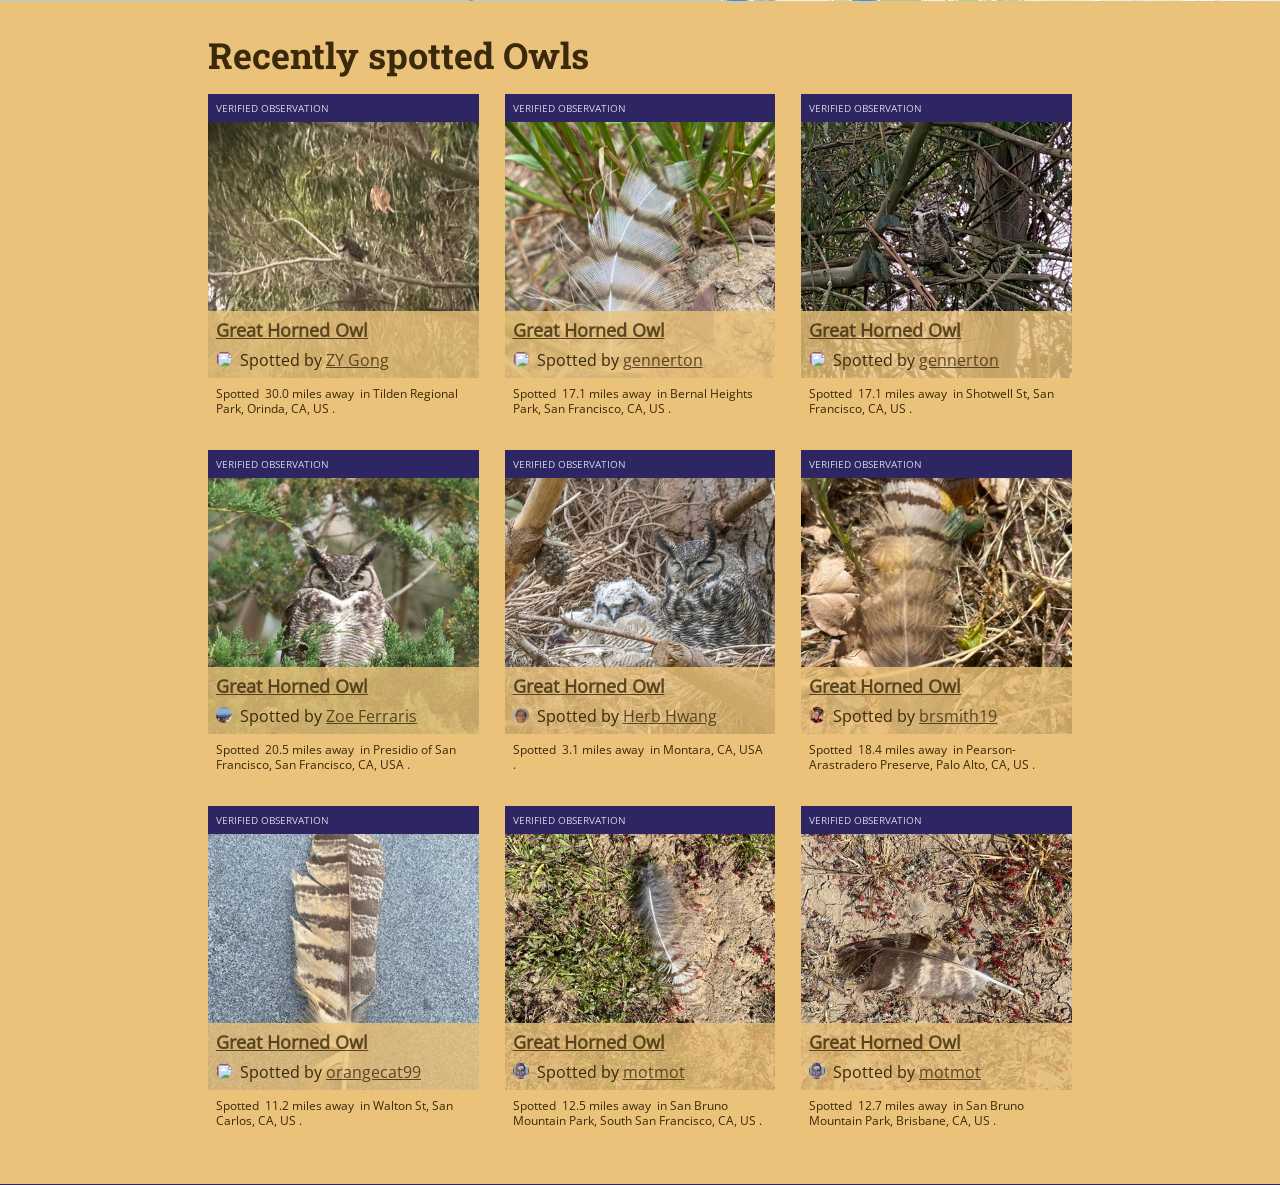 Recently spotted Owls
VERIFIED OBSERVATION
Great Horned Owl
Spotted by ZY Gong
Spotted 30.0 miles away in Tilden Regional
Park, Orinda, CA, US .
VERIFIED OBSERVATION
Great Horned Owl
Spotted by gennerton
Spotted 17.1 miles away in Bernal Heights
Park, San Francisco, CA, US .
VERIFIED OBSERVATION
Great Horned Owl
Spotted by gennerton
Spotted 17.1 miles away in Shotwell St, San
Francisco, CA, US .
VERIFIED OBSERVATION
Great Horned Owl
Spotted by Zoe Ferraris
Spotted 20.5 miles away in Presidio of San
Francisco, San Francisco, CA, USA .
VERIFIED OBSERVATION
Great Horned Owl
Spotted by Herb Hwang
Spotted 3.1 miles away in Montara, CA, USA
.
VERIFIED OBSERVATION
Great Horned Owl
Spotted by brsmith19
Spotted 18.4 miles away in Pearson-
Arastradero Preserve, Palo Alto, CA, US .
VERIFIED OBSERVATION
Great Horned Owl
Spotted by orangecat99
Spotted 11.2 miles away in Walton St, San
Carlos, CA, US .
VERIFIED OBSERVATION
Great Horned Owl
Spotted by motmot
Spotted 12.5 miles away in San Bruno
Mountain Park, South San Francisco, CA, US .
VERIFIED OBSERVATION
Great Horned Owl
Spotted by motmot
Spotted 12.7 miles away in San Bruno
Mountain Park, Brisbane, CA, US .